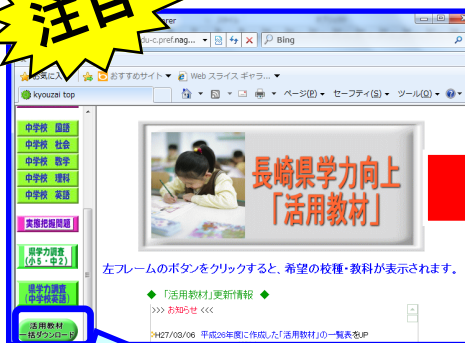 注目
du-c.pref.nag...
Bing
お気に入り
おすすめサイト
Web スライス ギャラ...
kyouzai top
ページ(P) セーフティ(S) ツール(O)
中学校 国語
中学校 社会
中学校 数学
中学校 理科
中学校 英語
実態把握問題
県学力調査
(小5・中2)
県学力調査
(中学校英語)
活用教材
一括ダウンロード
長崎県学力向上
「活用教材」
左フレームのボタンをクリックすると、希望の校種・教科が表示されます。
◆ 「活用教材」更新情報 ◆
>>> お知らせ <<<
H27/03/06 平成26年度に作成した「活用教材」の一覧表をUP